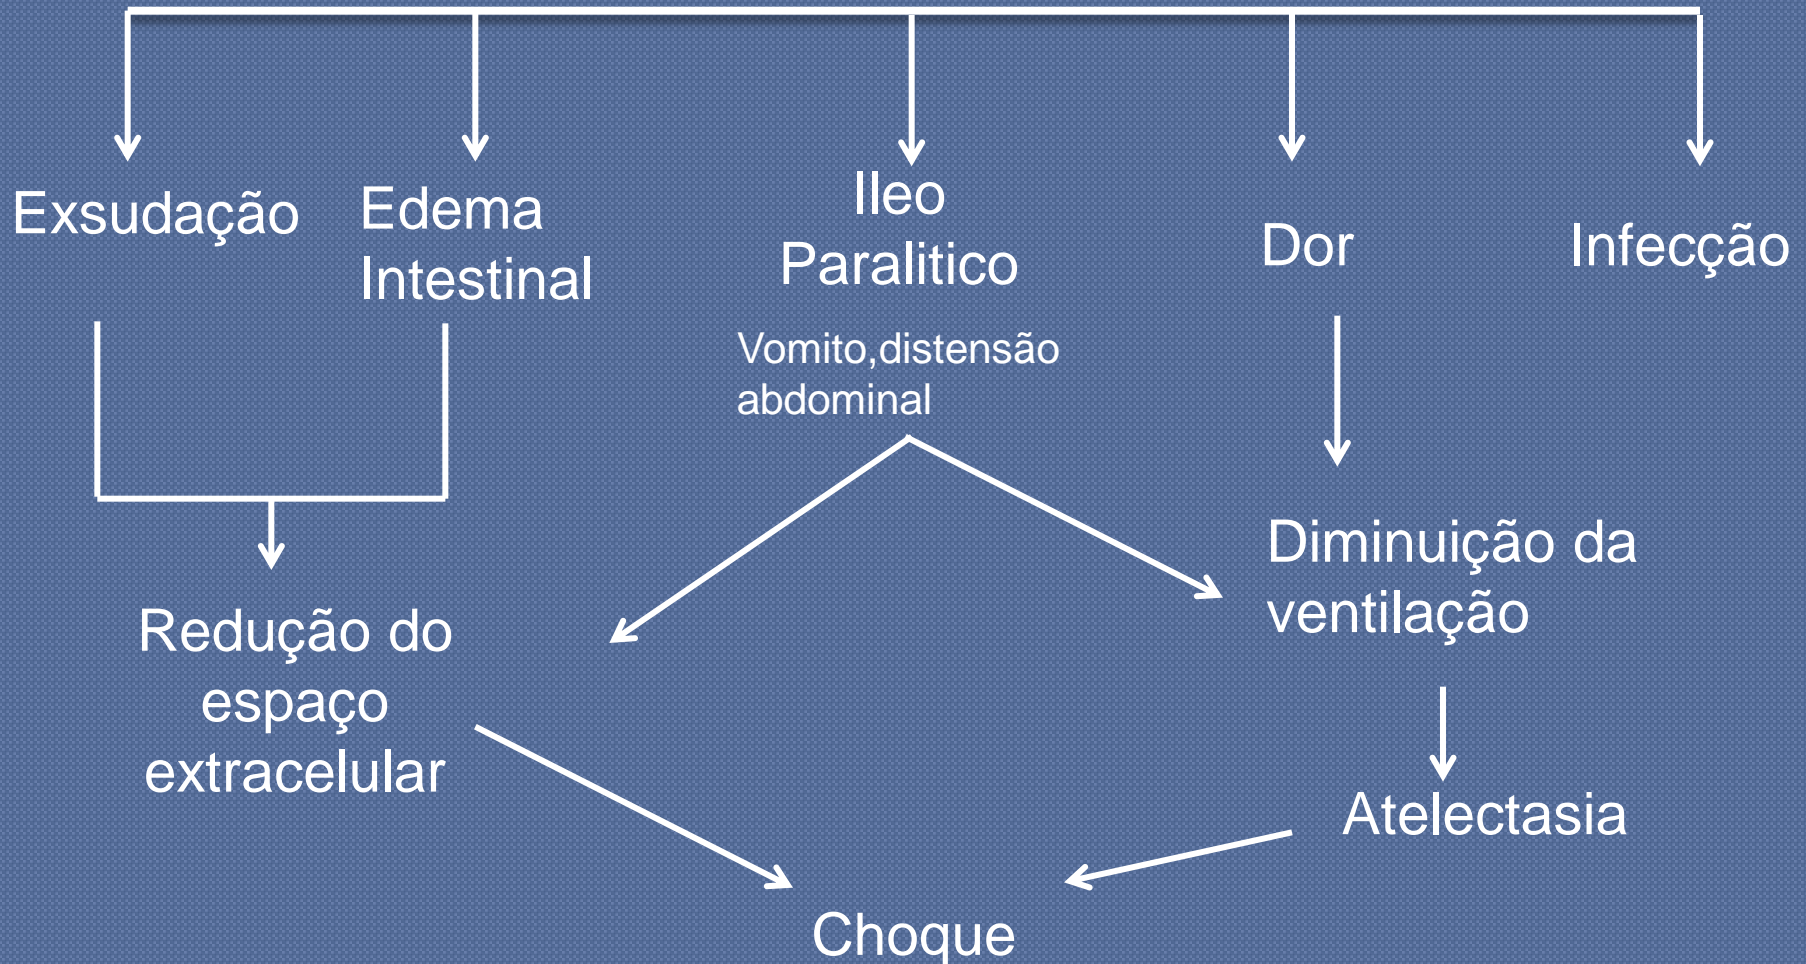 Exsudação
Edema
Intestinal
Ileo
Paralitico
Vomito,distensão
abdominal
Dor
Infecção
Redução do
espaço
extracelular
Diminuição da
ventilação
Atelectasia
Choque